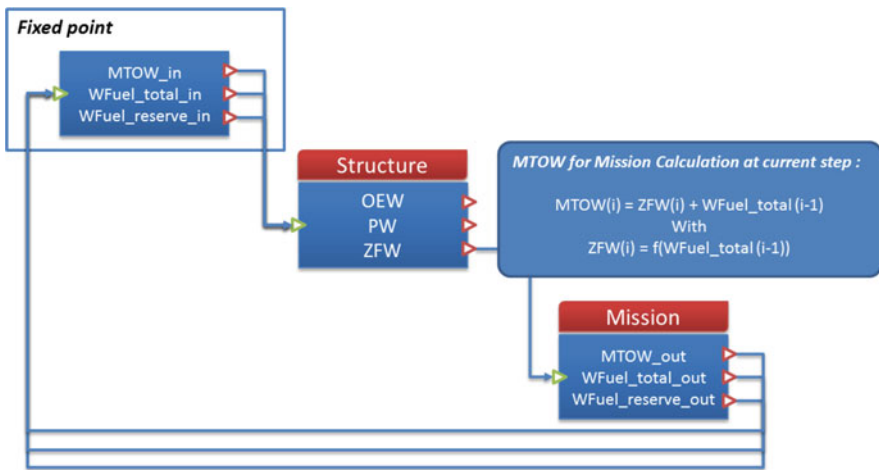 Fixed point
MTOW_in
WFuel_total_in
WFuel_reserve_in
Structure
OEW
PW
ZFW
MTOW for Mission Calculation at current step :
MTOW(i) = ZFW(i) + WFuel_total (i-1)
With
ZFW(i) = f(WFuel_total (i-1))
Mission
MTOW_out
WFuel_total_out
WFuel_reserve_out